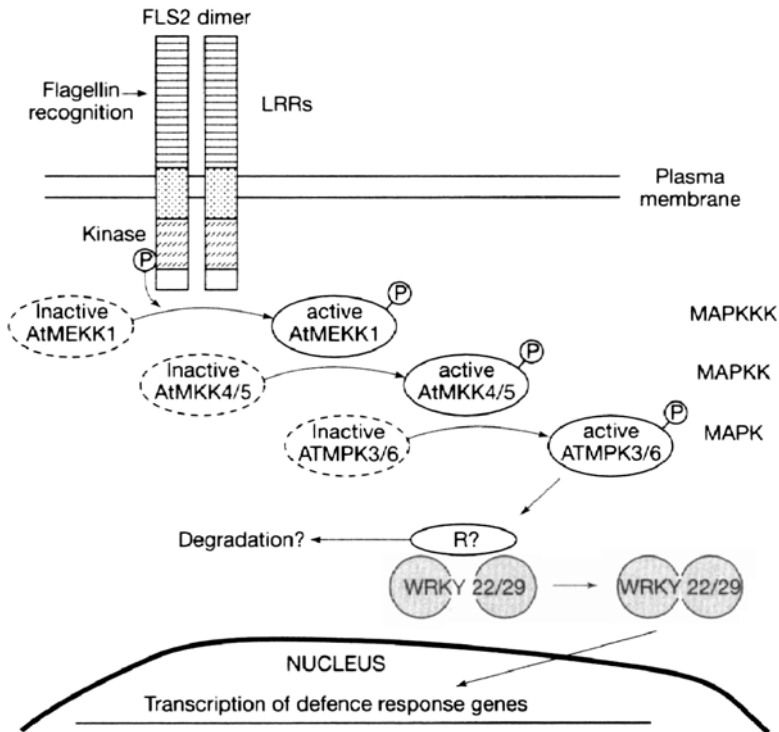 FLS2 dimer
Flagellin
recognition
LRRs
Plasma
membrane
Kinase
P
Inactive
AtMEKK1
active
AtMEKK1
P
MAPKKK
Inactive
AtMKK4/5
active
AtMKK4/5
P
MAPKK
Inactive
ATMPK3/6
active
ATMPK3/6
P
MAPK
Degradation?
R?
WRKY 22/29
WRKY 22/29
NUCLEUS
Transcription of defence response genes